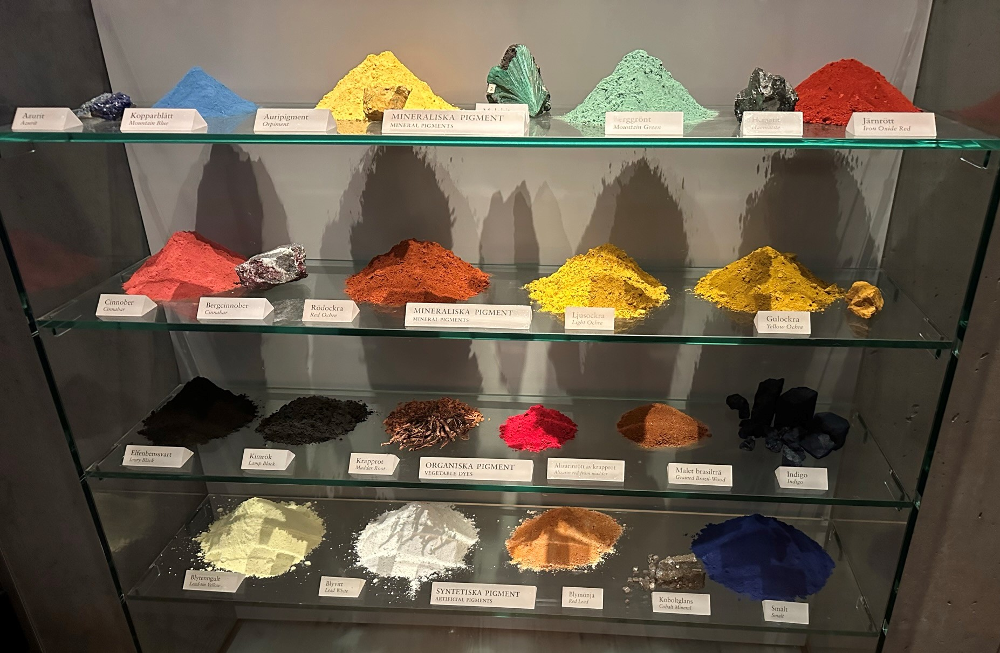 Azurit
Azurit
Kopparblått
Mountain Blue
Auripigment
Orpiment
MINERALISKA PIGMENT
MINERAL PIGMENTS
Berggrönt
Mountain Green
Hematit
Haematite
Järnrött
Iron Oxide Red
Cinnober
Cinnabar
Bergcinnober
Cinnabar
Rödockra
Red Ochre
MINERALISKA PIGMENT
MINERAL PIGMENTS
Ljusockra
Light Ochre
Gulockra
Yellow Ochre
Elfenbenssvart
Ivory Black
Kimrök
Lamp Black
Krapprot
Madder Root
ORGANISKA PIGMENT
VEGETABLE DYES
Alizarinrött av krapprot
Alizarin red from madder
Malet brasilträ
Grained Brazil-Wood
Indigo
Indigo
Blytenngult
Lead-tin Yellow
Blyvitt
Lead White
SYNTETISKA PIGMENT
ARTIFICIAL PIGMENTS
Blymönja
Red Lead
Koboltglans
Cobalt Mineral
Smalt
Smalt